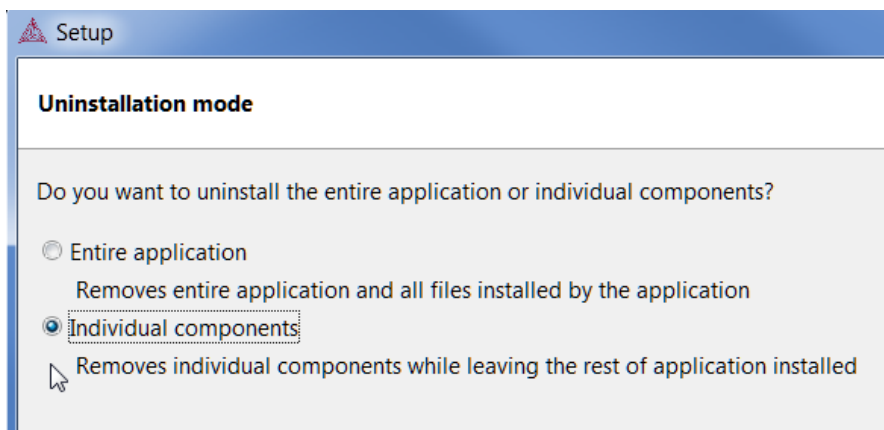 Setup
Uninstallation mode
Do you want to uninstall the entire application or individual components?
Entire application
Removes entire application and all files installed by the application
Individual components
Removes individual components while leaving the rest of application installed